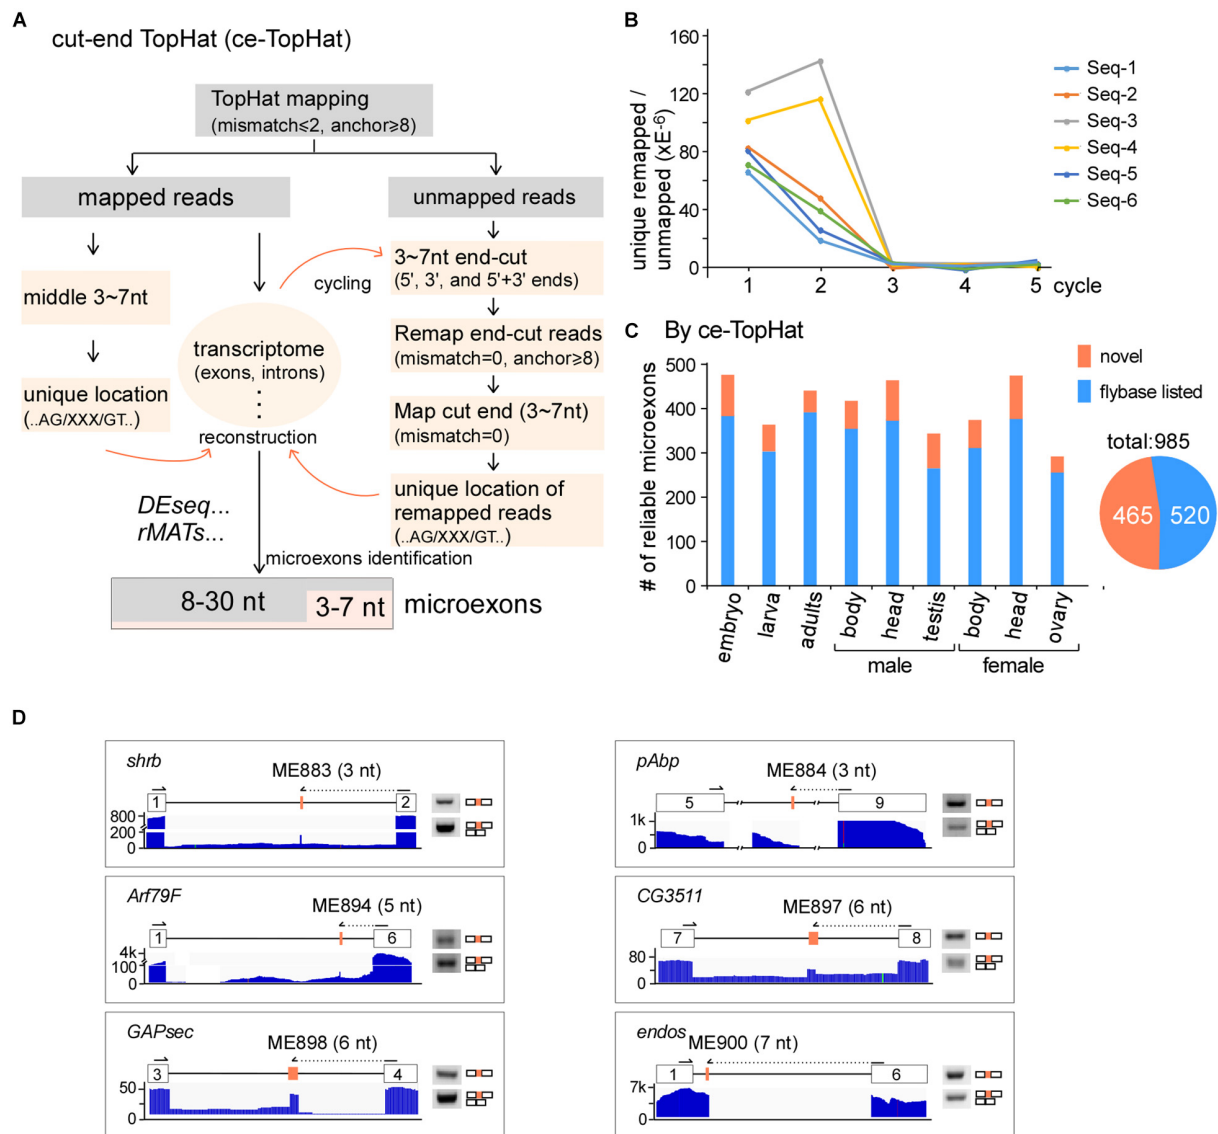 A
cut-end TopHat (ce-TopHat)
TopHat mapping
(mismatch⩽2, anchor⩾8)
mapped reads
unmapped reads
middle 3~7nt
unique location
(..AG/XXX/GT..)
cycling
transcriptome
(exons, introns)
reconstruction
3~7nt end-cut
(5', 3', and 5'+3' ends)
Remap end-cut reads
(mismatch=0, anchor⩾8)
Map cut end (3~7nt)
(mismatch=0)
unique location of
remapped reads
(..AG/XXX/GT..)
DEseq...
rMATs...
microexons identification
8-30 nt
3-7 nt
microexons
B
unique remapped /
unmapped (xE-6)
160
120
80
40
0
1 2 3 4 5 cycle
Seq-1
Seq-2
Seq-3
Seq-4
Seq-5
Seq-6
C By ce-TopHat
# of reliable microexons
500
400
300
200
100
0
embryo larva adults body head testis body head ovary
male female
novel
flybase listed
total:985
465 520
D
shrb
ME883 (3 nt)
1 2
800
200
0
pAbp
ME884 (3 nt)
5 9
1k
0
Arf79F
ME894 (5 nt)
1 6
4k
100
0
CG3511
ME897 (6 nt)
7 8
80
0
GAPsec
ME898 (6 nt)
3 4
50
0
endos
ME900 (7 nt)
1 6
7k
0